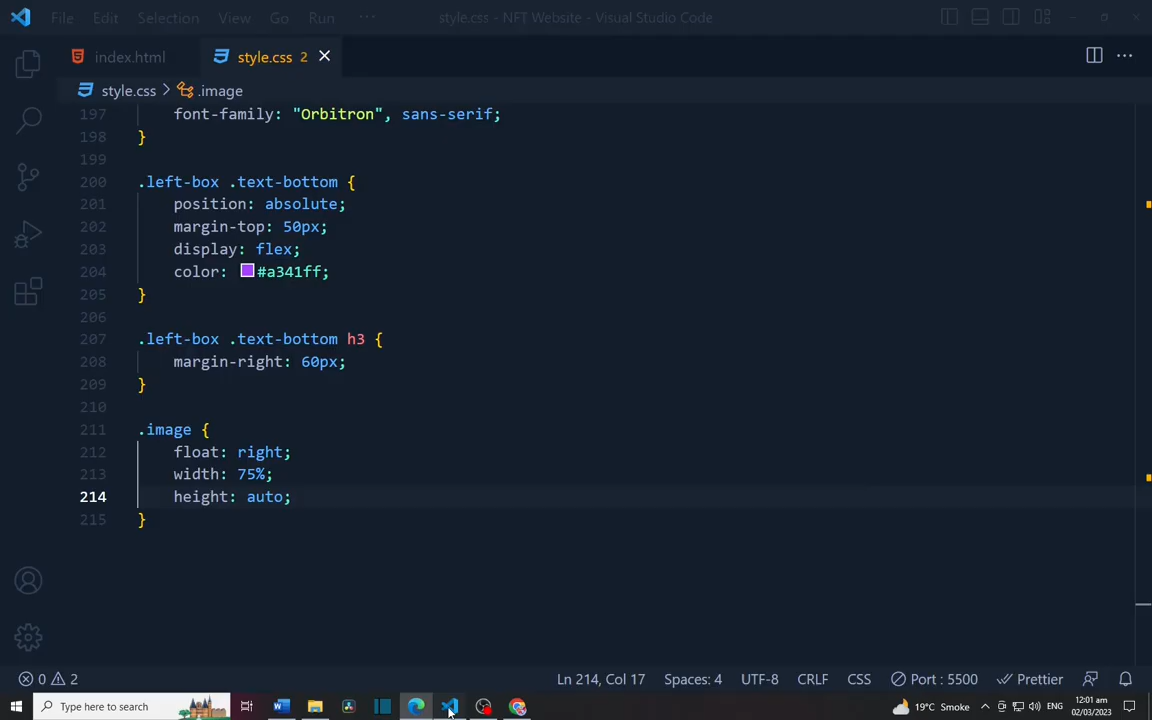 File Edit Selection View Go Run ··· style.css - NFT Website - Visual Studio Code
index.html style.css 2
style.css > .image
197 font-family: "Orbitron", sans-serif;
198 }
199
200 .left-box .text-bottom {
201 position: absolute;
202 margin-top: 50px;
203 display: flex;
204 color: #a341ff;
205 }
206
207 .left-box .text-bottom h3 {
208 margin-right: 60px;
209 }
210
211 .image {
212 float: right;
213 width: 75%;
214 height: auto;
215 }
0 2 Ln 214, Col 17 Spaces: 4 UTF-8 CRLF CSS Port : 5500 Prettier
Type here to search 19°C Smoke ENG 12:01 am
02/03/2023